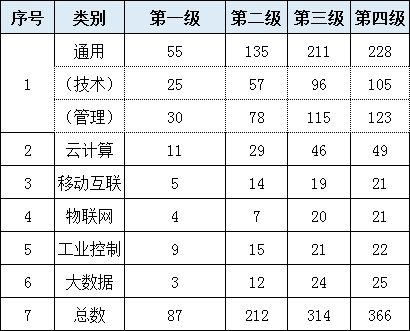 序号 类别 第一级 第二级 第三级 第四级
1 通用 55 135 211 228
（技术） 25 57 96 105
（管理） 30 78 115 123
2 云计算 11 29 46 49
3 移动互联 5 14 19 21
4 物联网 4 7 20 21
5 工业控制 9 15 21 22
6 大数据 3 12 24 25
7 总数 87 212 314 366